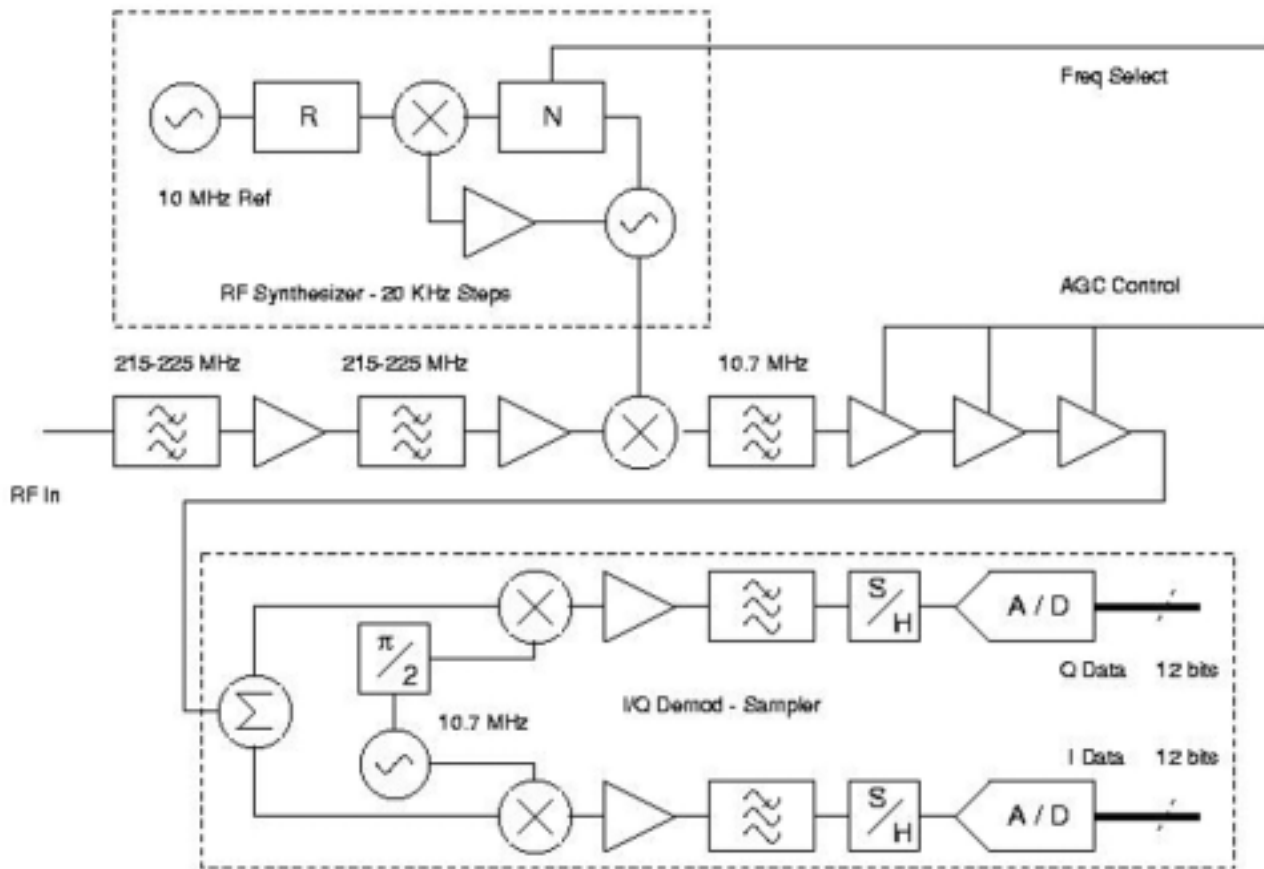 Freq Select
R
N
10 MHz Ref
RF Synthesizer - 20 KHz Steps
AGC Control
215-225 MHz
215-225 MHz
10.7 MHz
RF In
S/H
A / D
π/2
Q Data 12 bits
I/Q Demod - Sampler
Σ
10.7 MHz
I Data 12 bits
S/H
A / D